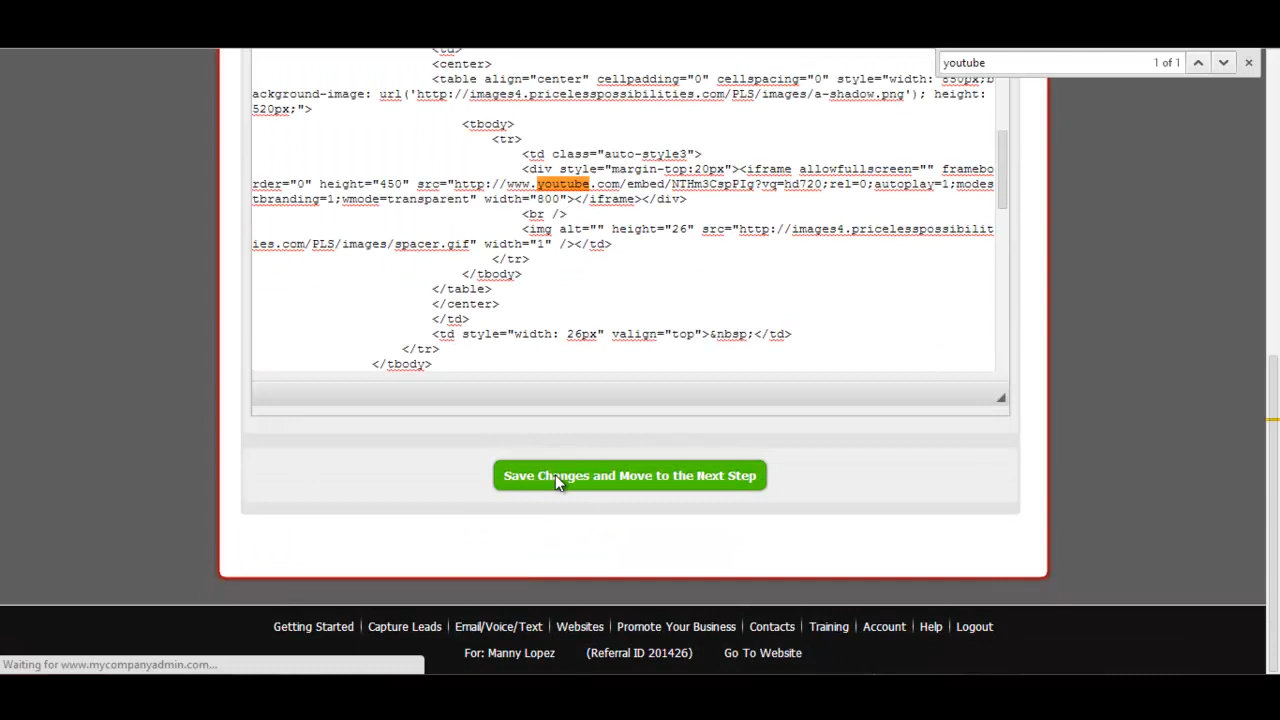 youtube 1 of 1
<td>
<center>
<table align="center" cellpadding="0" cellspacing="0" style="width: 850px;b
ackground-image: url('http://images4.pricelesspossibilities.com/PLS/images/a-shadow.png'); height:
520px;">
<tbody>
<tr>
<td class="auto-style3">
<div style="margin-top:20px"><iframe allowfullscreen="" framebo
rder="0" height="450" src="http://www.youtube.com/embed/NTHm3CspPIg?vq=hd720;rel=0;autoplay=1;modes
tbranding=1;wmode=transparent" width="800"></iframe></div>
<br />
<img alt="" height="26" src="http://images4.pricelesspossibilit
ies.com/PLS/images/spacer.gif" width="1" /></td>
</tr>
</tbody>
</table>
</center>
</td>
<td style="width: 26px" valign="top">&nbsp;</td>
</tr>
</tbody>
Save Changes and Move to the Next Step
Getting Started | Capture Leads | Email/Voice/Text | Websites | Promote Your Business | Contacts | Training | Account | Help | Logout
For: Manny Lopez (Referral ID 201426) Go To Website
Waiting for www.mycompanyadmin.com...